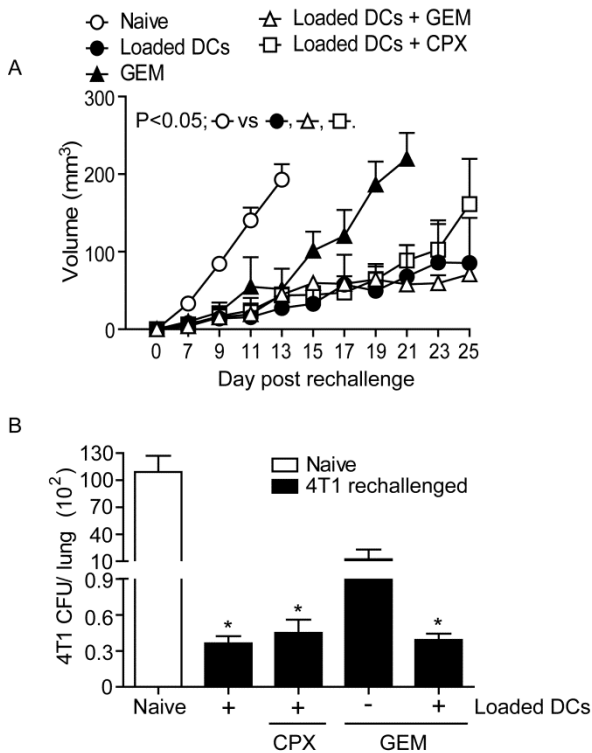 Naive
Loaded DCs
GEM
Loaded DCs + GEM
Loaded DCs + CPX
A
300
200
100
0
Volume (mm³)
P<0.05; vs , , .
0 7 9 11 13 15 17 19 21 23 25
Day post rechallenge
B
130
110
90
70
40
10
0.9
0.6
0.3
0
4T1 CFU/ lung (10²)
Naive
4T1 rechallenged
* * *
Naive + + - + Loaded DCs
CPX GEM